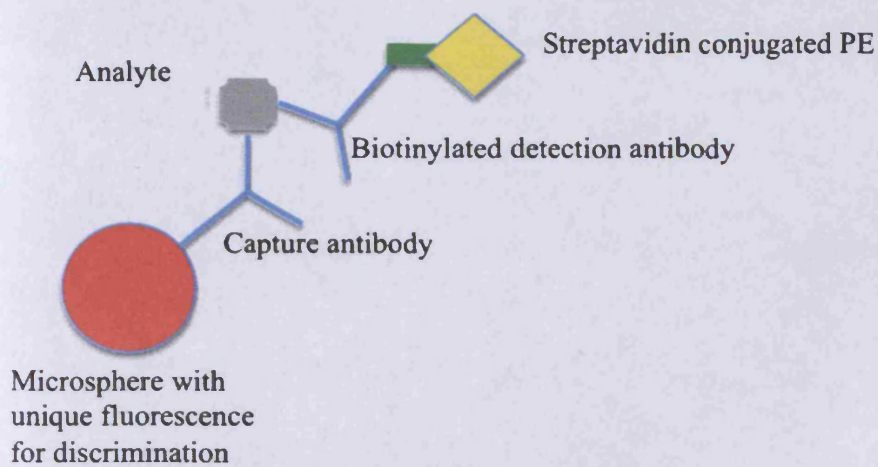 Streptavidin conjugated PE
Analyte
Biotinylated detection antibody
Capture antibody
Microsphere with
unique fluorescence
for discrimination